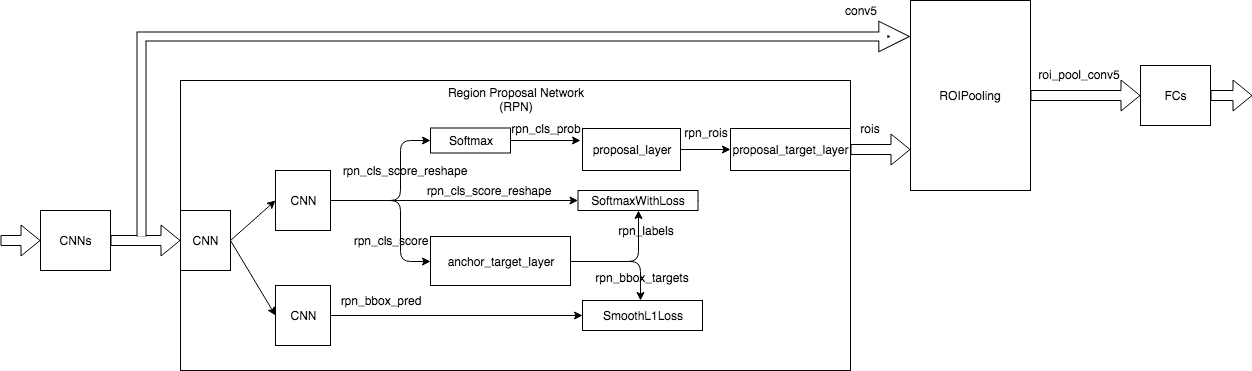 conv5
Region Proposal Network
(RPN)
ROIPooling
roi_pool_conv5
FCs
Softmax
rpn_cls_prob
proposal_layer
rpn_rois
proposal_target_layer
rois
rpn_cls_score_reshape
CNN
rpn_cls_score_reshape
SoftmaxWithLoss
CNNs
CNN
rpn_cls_score
anchor_target_layer
rpn_labels
rpn_bbox_targets
CNN
rpn_bbox_pred
SmoothL1Loss